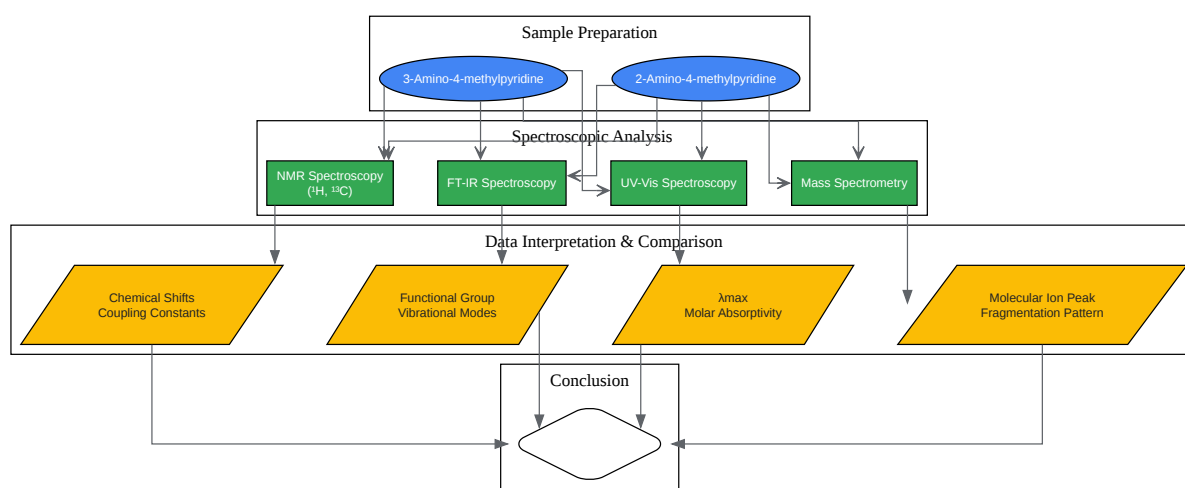 Sample Preparation
3-Amino-4-methylpyridine
2-Amino-4-methylpyridine
Spectroscopic Analysis
NMR Spectroscopy
(¹H, ¹³C)
FT-IR Spectroscopy
UV-Vis Spectroscopy
Mass Spectrometry
Data Interpretation & Comparison
Chemical Shifts
Coupling Constants
Functional Group
Vibrational Modes
λmax
Molar Absorptivity
Molecular Ion Peak
Fragmentation Pattern
Conclusion